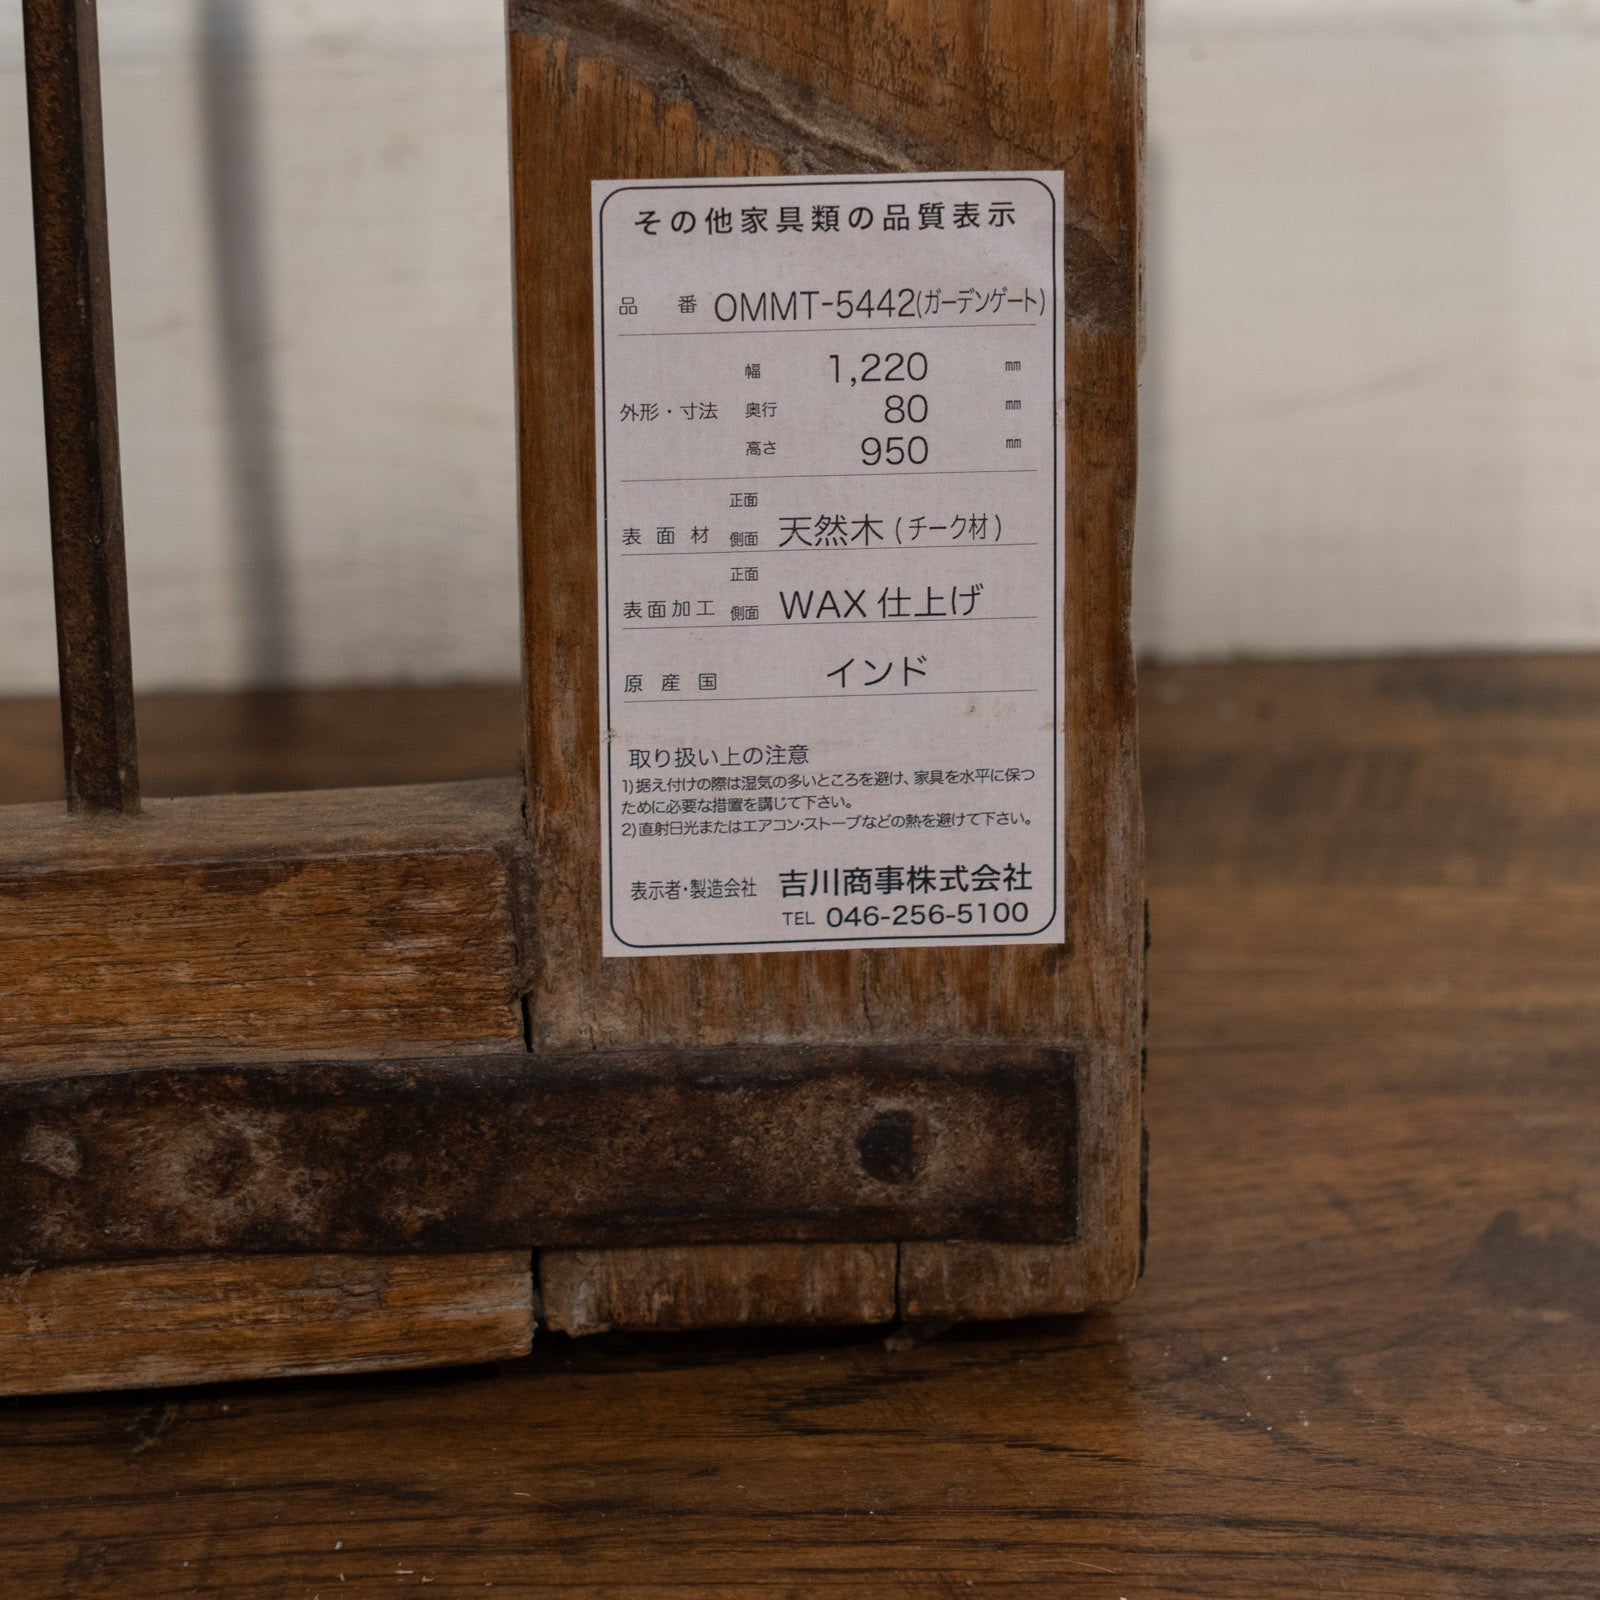 その他家具類の品質表示
品 番 OMMT-5442(ガーデンゲート)
幅 1,220 mm
外形・寸法 奥行 80 mm
高さ 950 mm
正面
表面材 側面 天然木(チーク材)
正面
表面加工 側面 WAX仕上げ
原産国 インド
取り扱い上の注意
1)据え付けの際は湿気の多いところを避け、家具を水平に保つ
ために必要な措置を講じて下さい。
2)直射日光またはエアコン・ストーブなどの熱を避けて下さい。
表示者・製造会社 吉川商事株式会社
TEL 046-256-5100